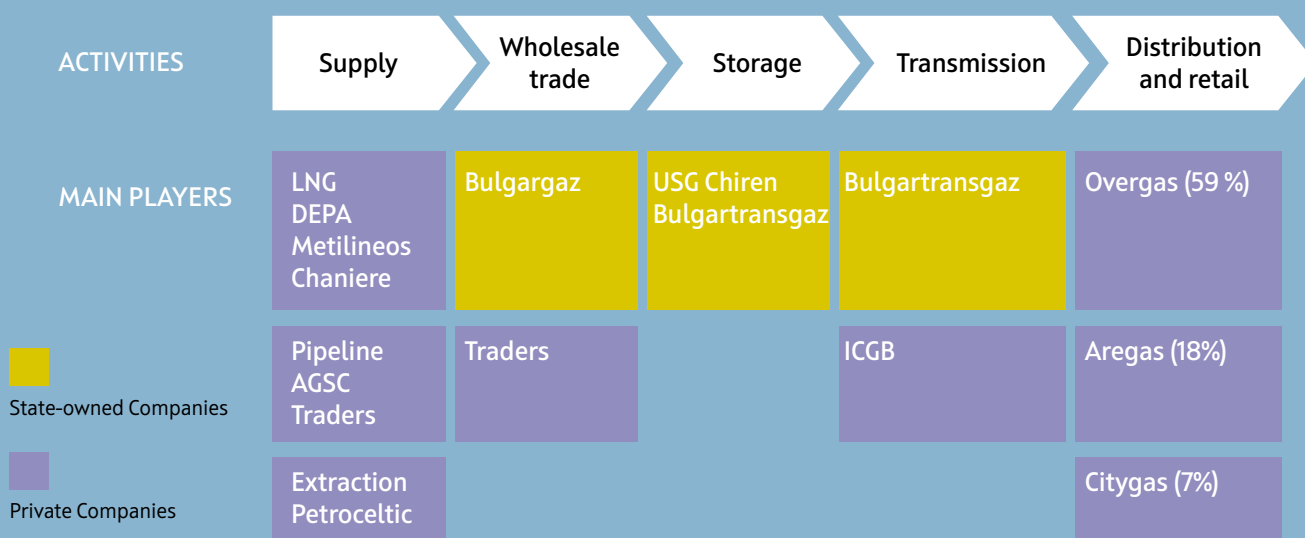 ACTIVITIES
Supply
Wholesale
trade
Storage
Transmission
Distribution
and retail
MAIN PLAYERS
LNG
DEPA
Metilineos
Chaniere
Bulgargaz
USG Chiren
Bulgartransgaz
Bulgartransgaz
Overgas (59 %)
Pipeline
AGSC
Traders
Traders
ICGB
Aregas (18%)
State-owned Companies
Extraction
Petroceltic
Citygas (7%)
Private Companies